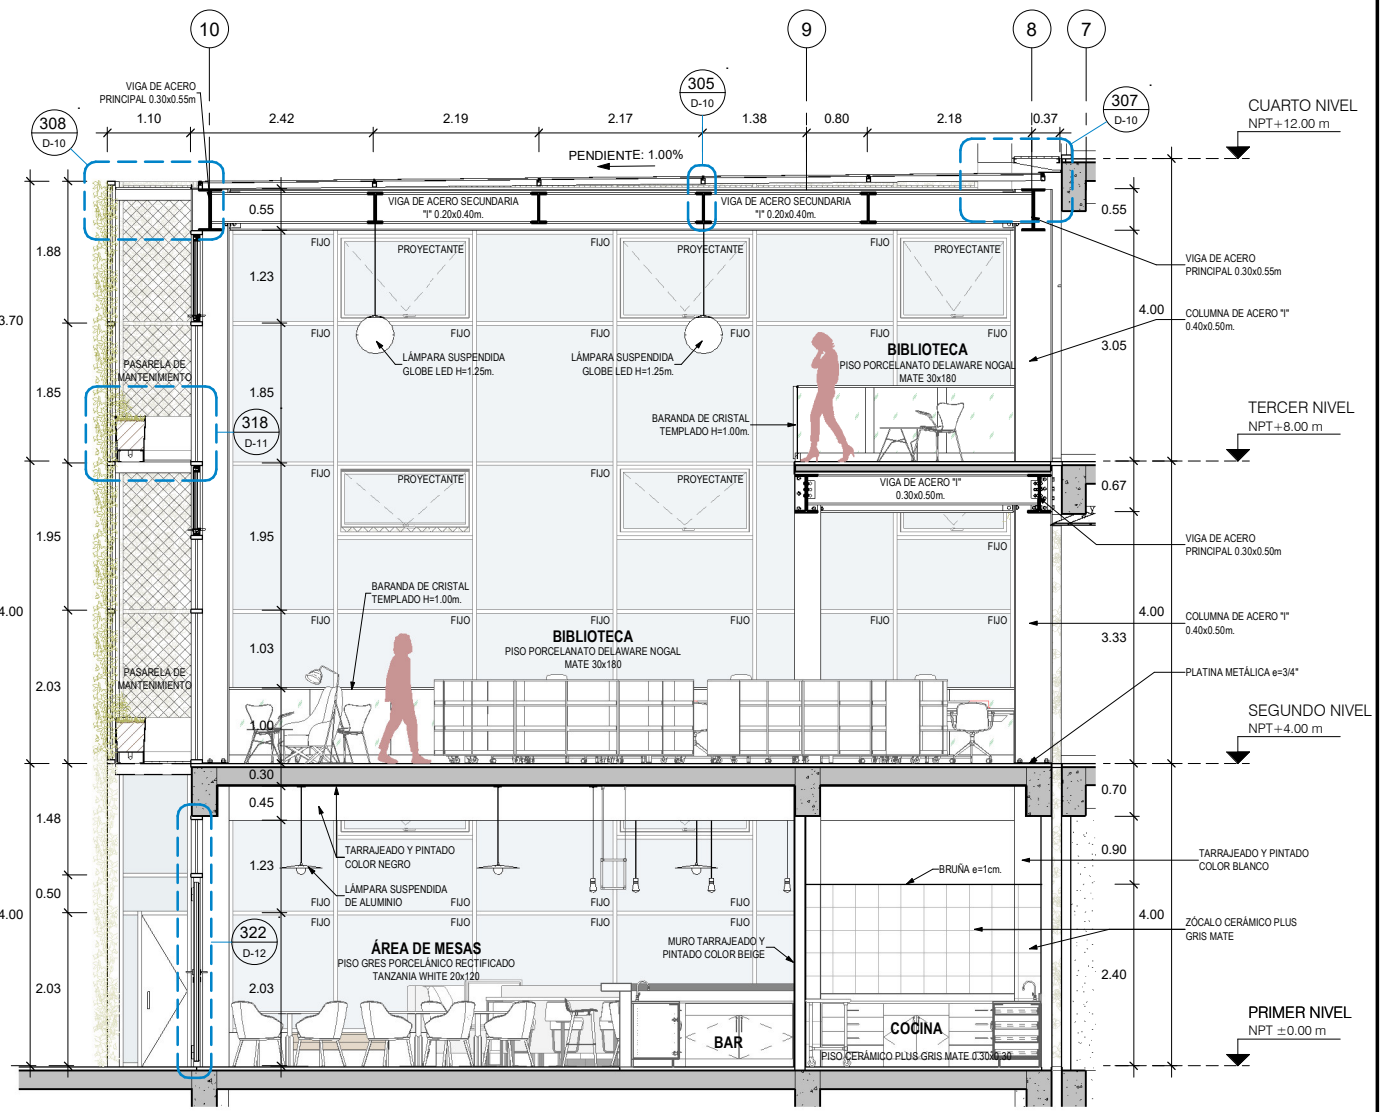 10
9
8
7
VIGA DE ACERO
PRINCIPAL 0.30x0.55m
305
D-10
307
D-10
308
D-10
1.10
2.42
2.19
2.17
1.38
0.80
2.18
0.37
CUARTO NIVEL
NPT+12.00 m
PENDIENTE: 1.00%
0.55
VIGA DE ACERO SECUNDARIA
"I" 0.20x0.40m.
VIGA DE ACERO SECUNDARIA
"I" 0.20x0.40m.
0.55
FIJO
PROYECTANTE
FIJO
PROYECTANTE
FIJO
PROYECTANTE
1.88
1.23
VIGA DE ACERO
PRINCIPAL 0.30x0.55m
3.70
4.00
COLUMNA DE ACERO "I"
0.40x0.50m.
FIJO
FIJO
FIJO
FIJO
FIJO
FIJO
3.05
LÁMPARA SUSPENDIDA
GLOBE LED H=1.25m.
LÁMPARA SUSPENDIDA
GLOBE LED H=1.25m.
BIBLIOTECA
PISO PORCELANATO DELAWARE NOGAL
MATE 30x180
PASARELA DE
MANTENIMIENTO
1.85
1.85
318
D-11
BARANDA DE CRISTAL
TEMPLADO H=1.00m.
TERCER NIVEL
NPT+8.00 m
FIJO
PROYECTANTE
FIJO
PROYECTANTE
VIGA DE ACERO "I"
0.30x0.50m.
0.67
1.95
1.95
FIJO
VIGA DE ACERO
PRINCIPAL 0.30x0.50m
BARANDA DE CRISTAL
TEMPLADO H=1.00m.
4.00
4.00
COLUMNA DE ACERO "I"
0.40x0.50m.
FIJO
FIJO
FIJO
FIJO
FIJO
FIJO
1.03
BIBLIOTECA
PISO PORCELANATO DELAWARE NOGAL
MATE 30x180
3.33
PASARELA DE
MANTENIMIENTO
2.03
PLATINA METÁLICA e=3/4"
1.00
SEGUNDO NIVEL
NPT+4.00 m
0.30
0.45
0.70
1.48
TARRAJEADO Y PINTADO
COLOR NEGRO
1.23
0.90
TARRAJEADO Y PINTADO
COLOR BLANCO
BRUÑA e=1cm.
0.50
LÁMPARA SUSPENDIDA
DE ALUMINIO
FIJO
FIJO
FIJO
FIJO
4.00
4.00
FIJO
FIJO
FIJO
FIJO
ZÓCALO CERÁMICO PLUS
GRIS MATE
322
D-12
ÁREA DE MESAS
PISO GRES PORCELÁNICO RECTIFICADO
TANZANIA WHITE 20x120
MURO TARRAJEADO Y
PINTADO COLOR BEIGE
2.03
2.03
2.40
PRIMER NIVEL
NPT ±0.00 m
BAR
COCINA
PISO CERÁMICO PLUS GRIS MATE 0.30x0.30